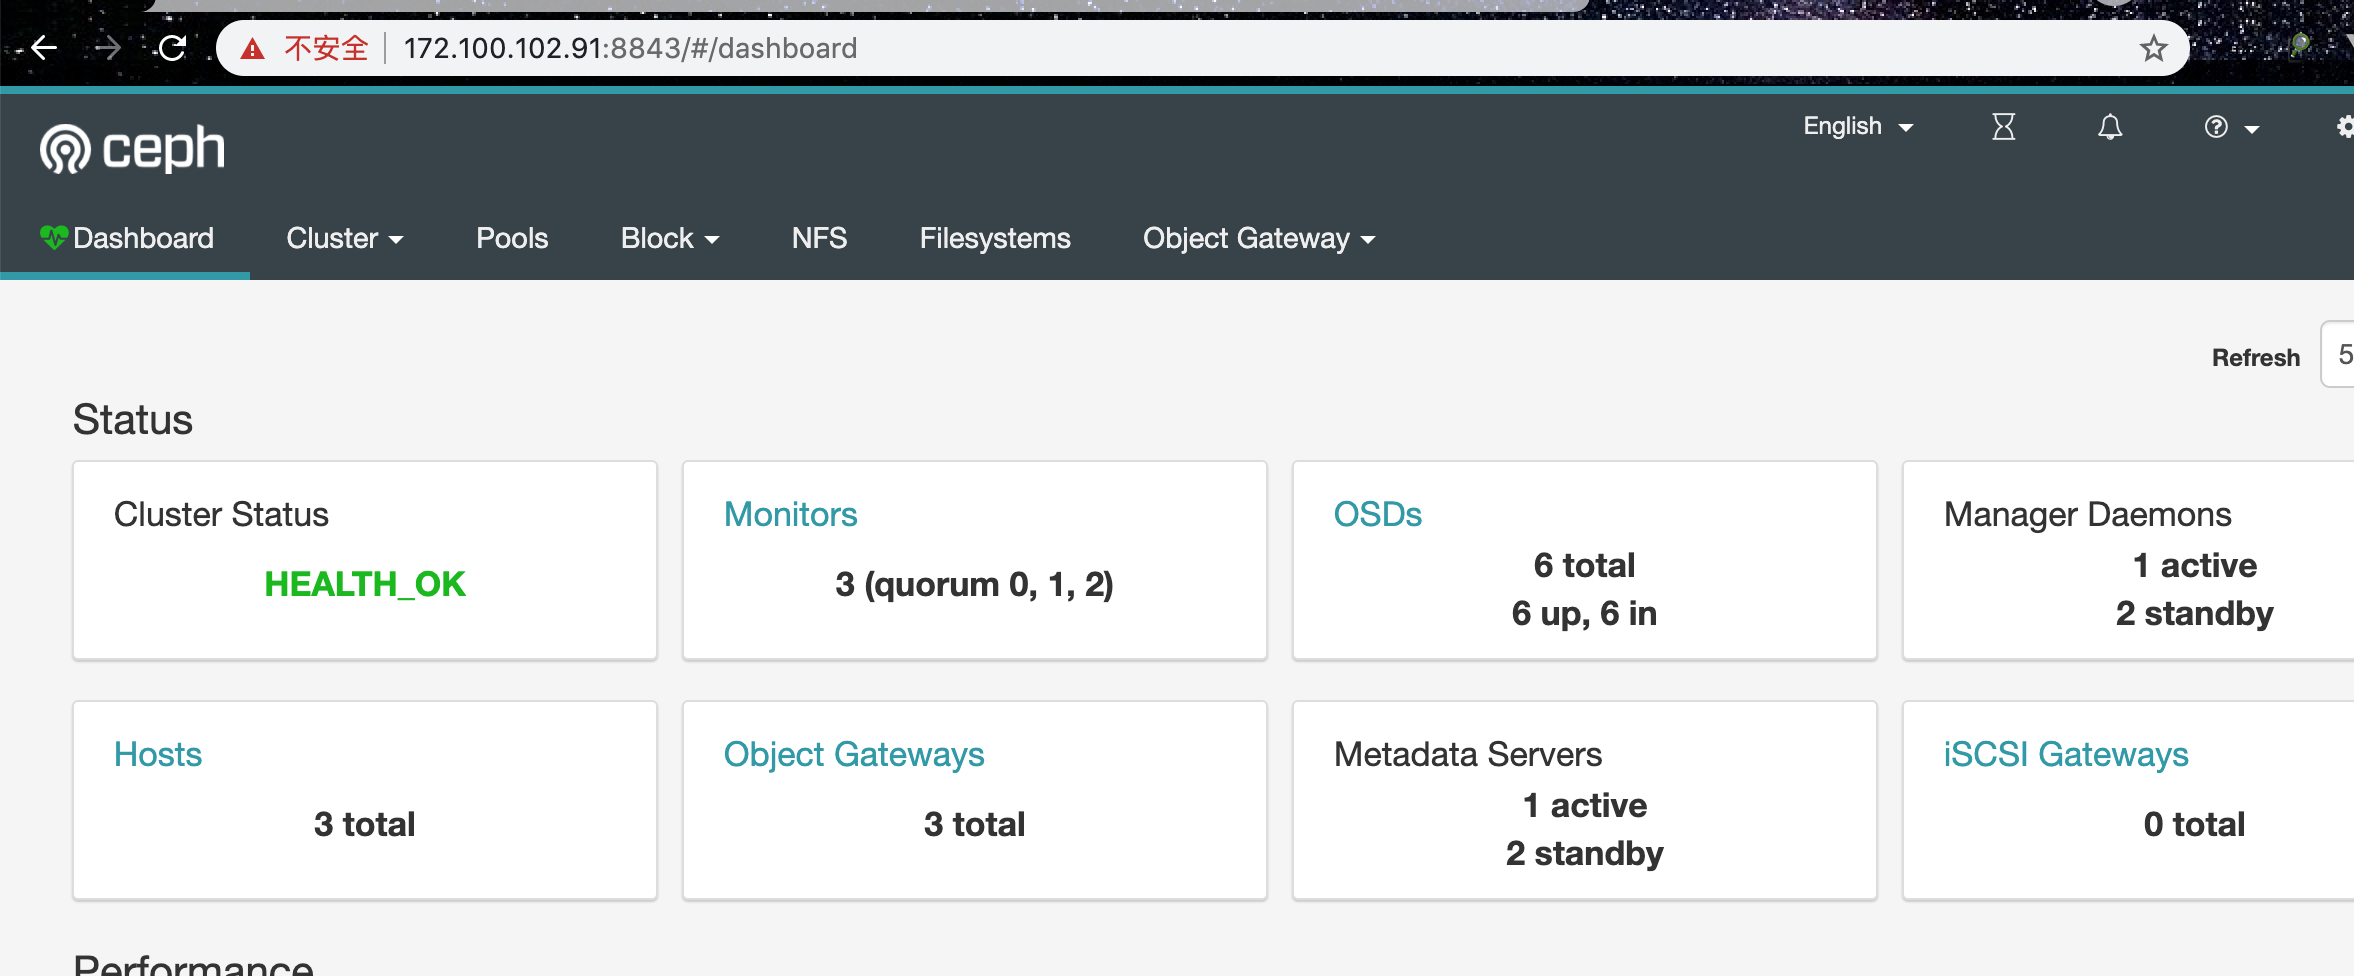 不安全 172.100.102.91:8843/#/dashboard
ceph
English
Dashboard Cluster Pools Block NFS Filesystems Object Gateway
Refresh 5
Status
Cluster Status
HEALTH_OK
Monitors
3 (quorum 0, 1, 2)
OSDs
6 total
6 up, 6 in
Manager Daemons
1 active
2 standby
Hosts
3 total
Object Gateways
3 total
Metadata Servers
1 active
2 standby
iSCSI Gateways
0 total
Performance